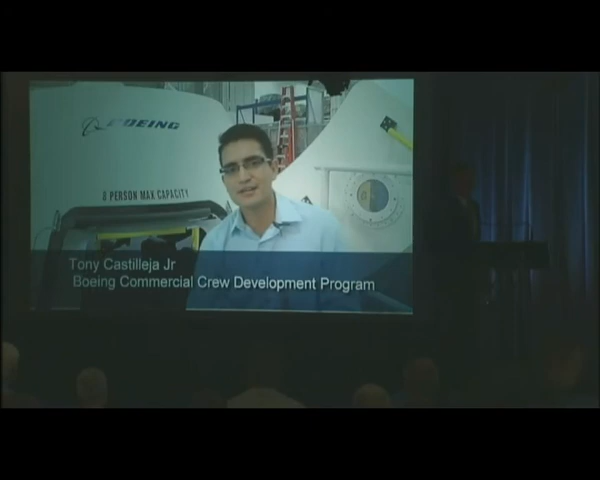 BOEING
8 PERSON MAX CAPACITY
Tony Castilleja Jr
Boeing Commercial Crew Development Program